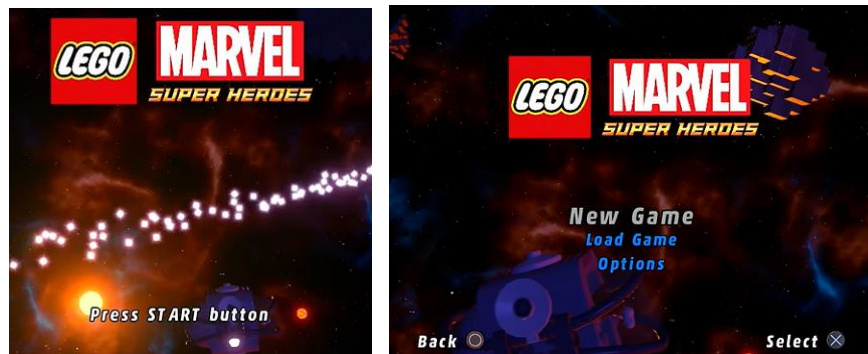 LEGO
MARVEL
SUPER HEROES
Press START button
LEGO
MARVEL
SUPER HEROES
New Game
Load Game
Options
Back
Select